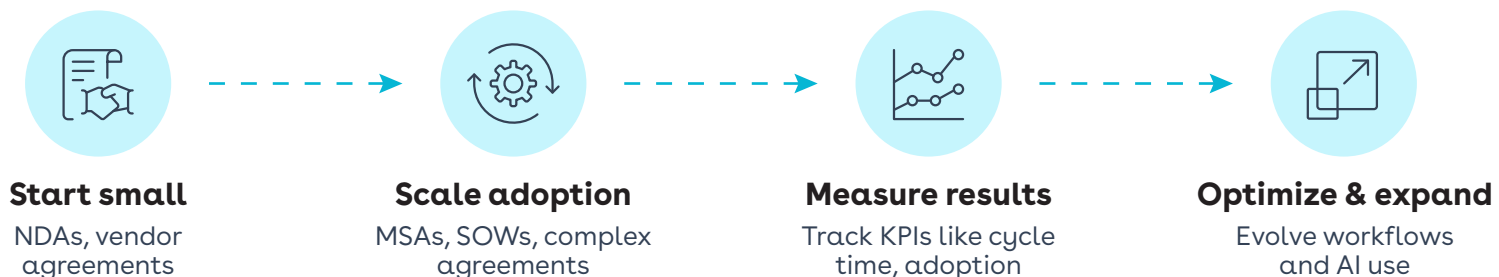 Start small
NDAs, vendor
agreements
Scale adoption
MSAs, SOWs, complex
agreements
Measure results
Track KPIs like cycle
time, adoption
Optimize & expand
Evolve workflows
and AI use